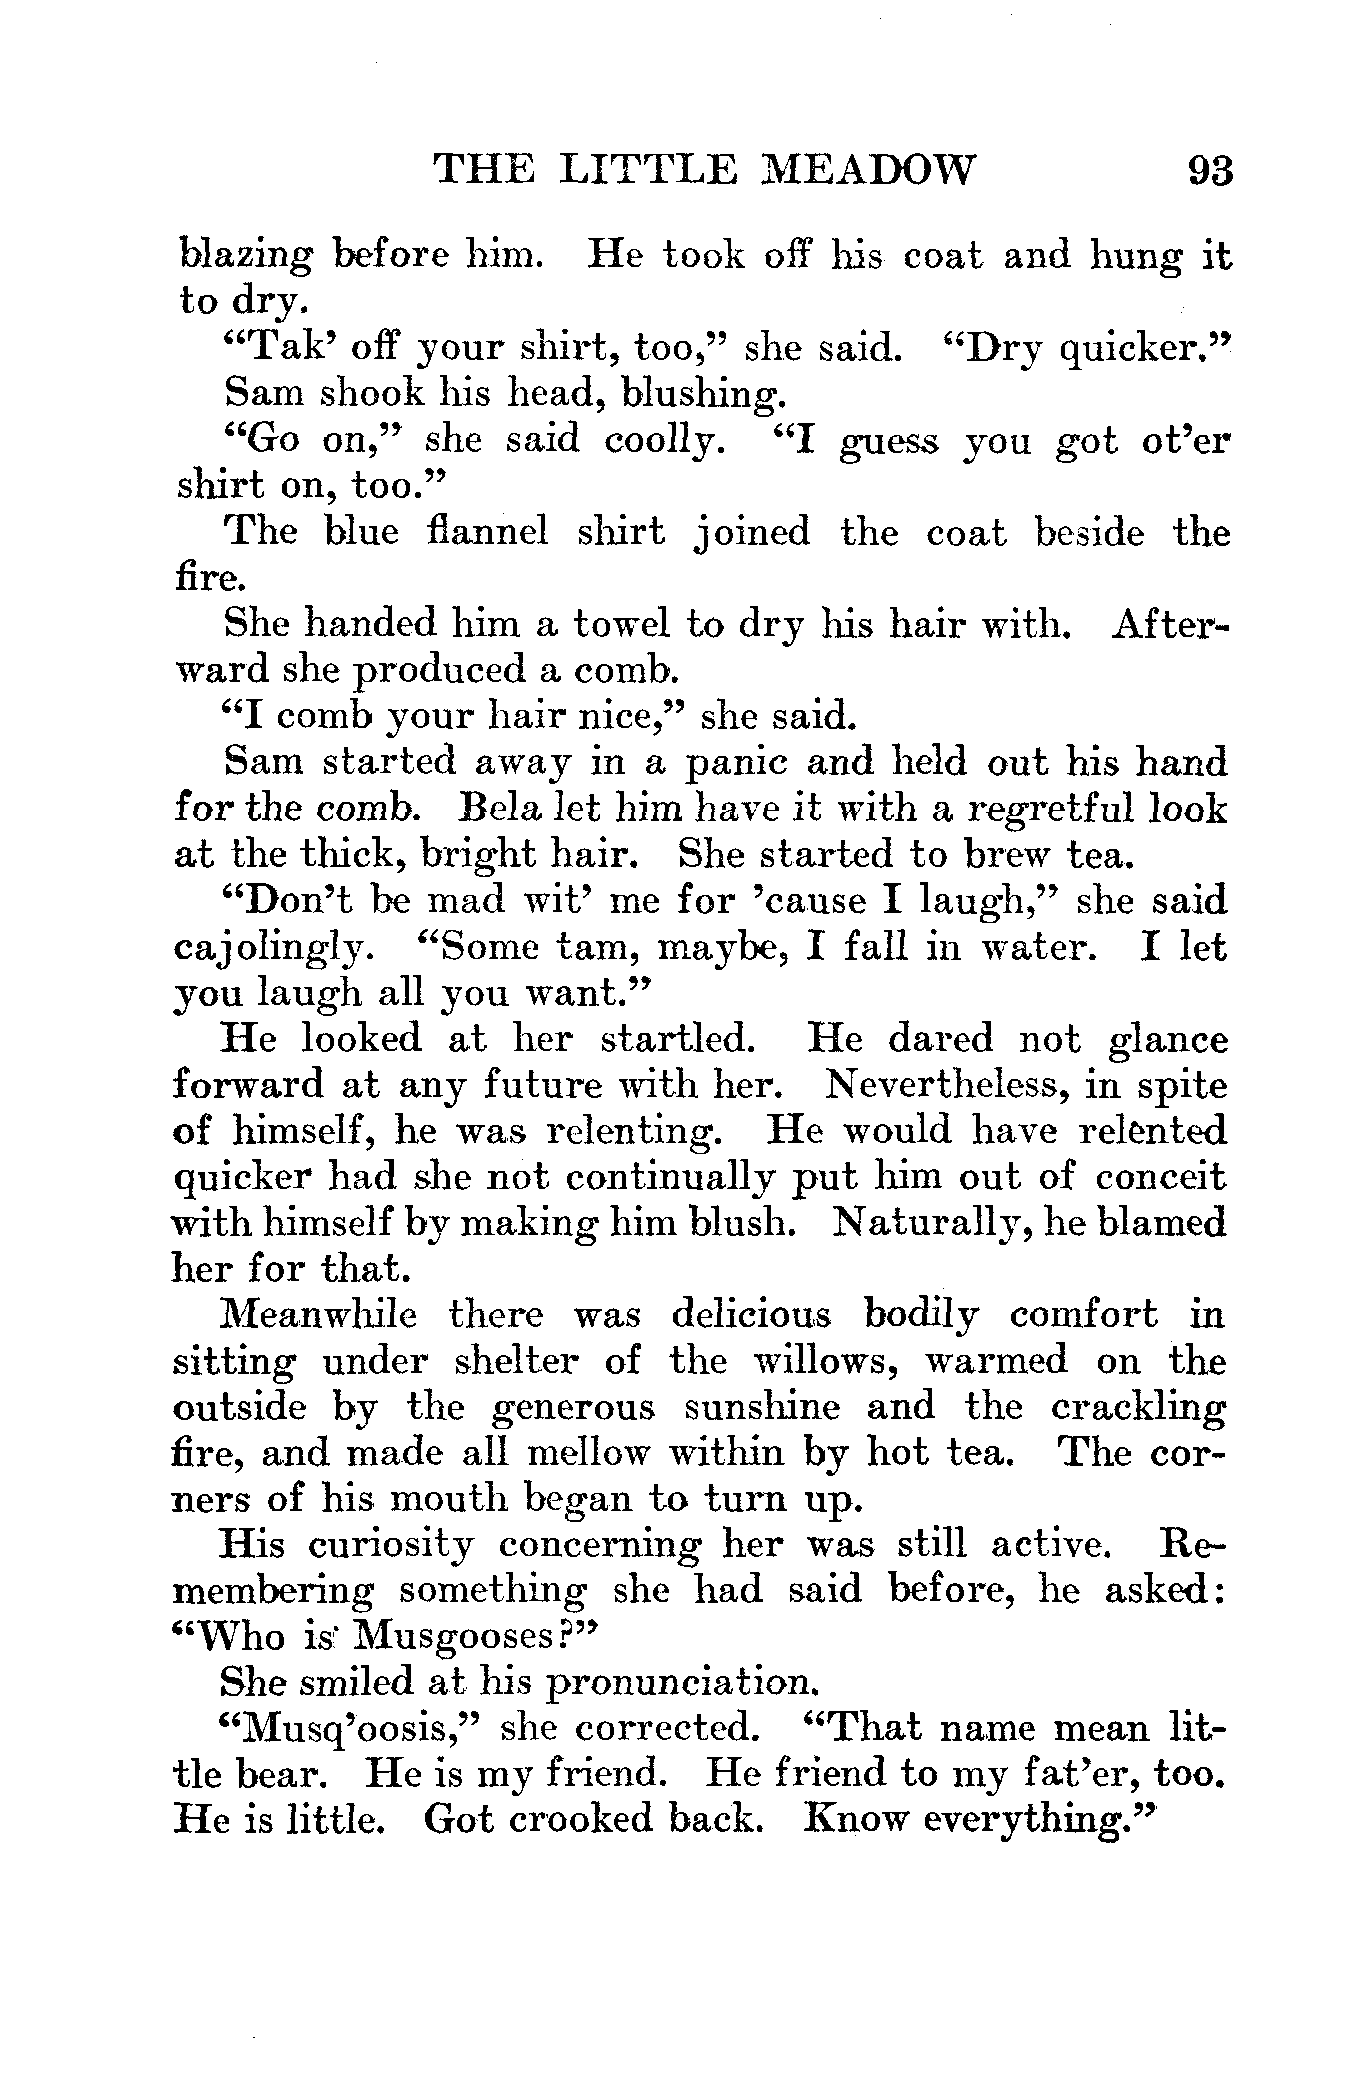 THE LITTLE MEADOW 93
blazing before him. He took off his coat and hung it
to dry.
“Tak’ off your shirt, too,” she said. “Dry quicker.”
Sam shook his head, blushing.
“Go on,” she said coolly. “I guess you got ot’er
shirt on, too.”
The blue flannel shirt joined the coat beside the
fire.
She handed him a towel to dry his hair with. After-
ward she produced a comb.
“I comb your hair nice,” she said.
Sam started away in a panic and held out his hand
for the comb. Bela let him have it with a regretful look
at the thick, bright hair. She started to brew tea.
“Don’t be mad wit’ me for ’cause I laugh,” she said
cajolingly. “Some tam, maybe, I fall in water. I let
you laugh all you want.”
He looked at her startled. He dared not glance
forward at any future with her. Nevertheless, in spite
of himself, he was relenting. He would have relented
quicker had she not continually put him out of conceit
with himself by making him blush. Naturally, he blamed
her for that.
Meanwhile there was delicious bodily comfort in
sitting under shelter of the willows, warmed on the
outside by the generous sunshine and the crackling
fire, and made all mellow within by hot tea. The cor-
ners of his mouth began to turn up.
His curiosity concerning her was still active. Re-
membering something she had said before, he asked:
“Who is Musgooses?”
She smiled at his pronunciation.
“Musq’oosis,” she corrected. “That name mean lit-
tle bear. He is my friend. He friend to my fat’er, too.
He is little. Got crooked back. Know everything.”